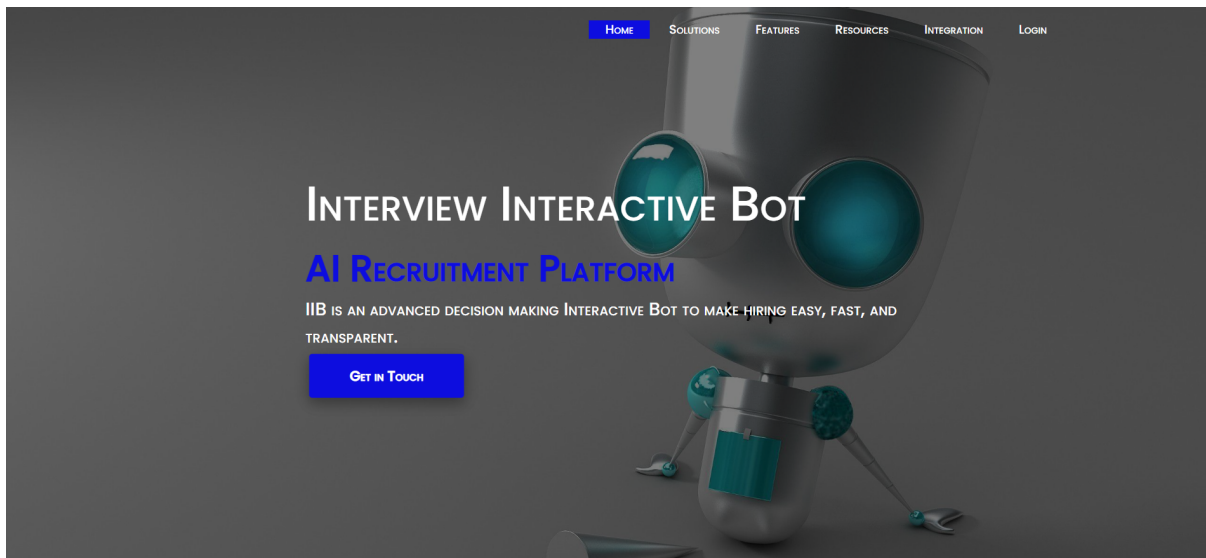 Home Solutions Features Resources Integration Login
Interview Interactive Bot
AI Recruitment Platform
IIB is an advanced decision making Interactive Bot to make hiring easy, fast, and
transparent.
Get in Touch